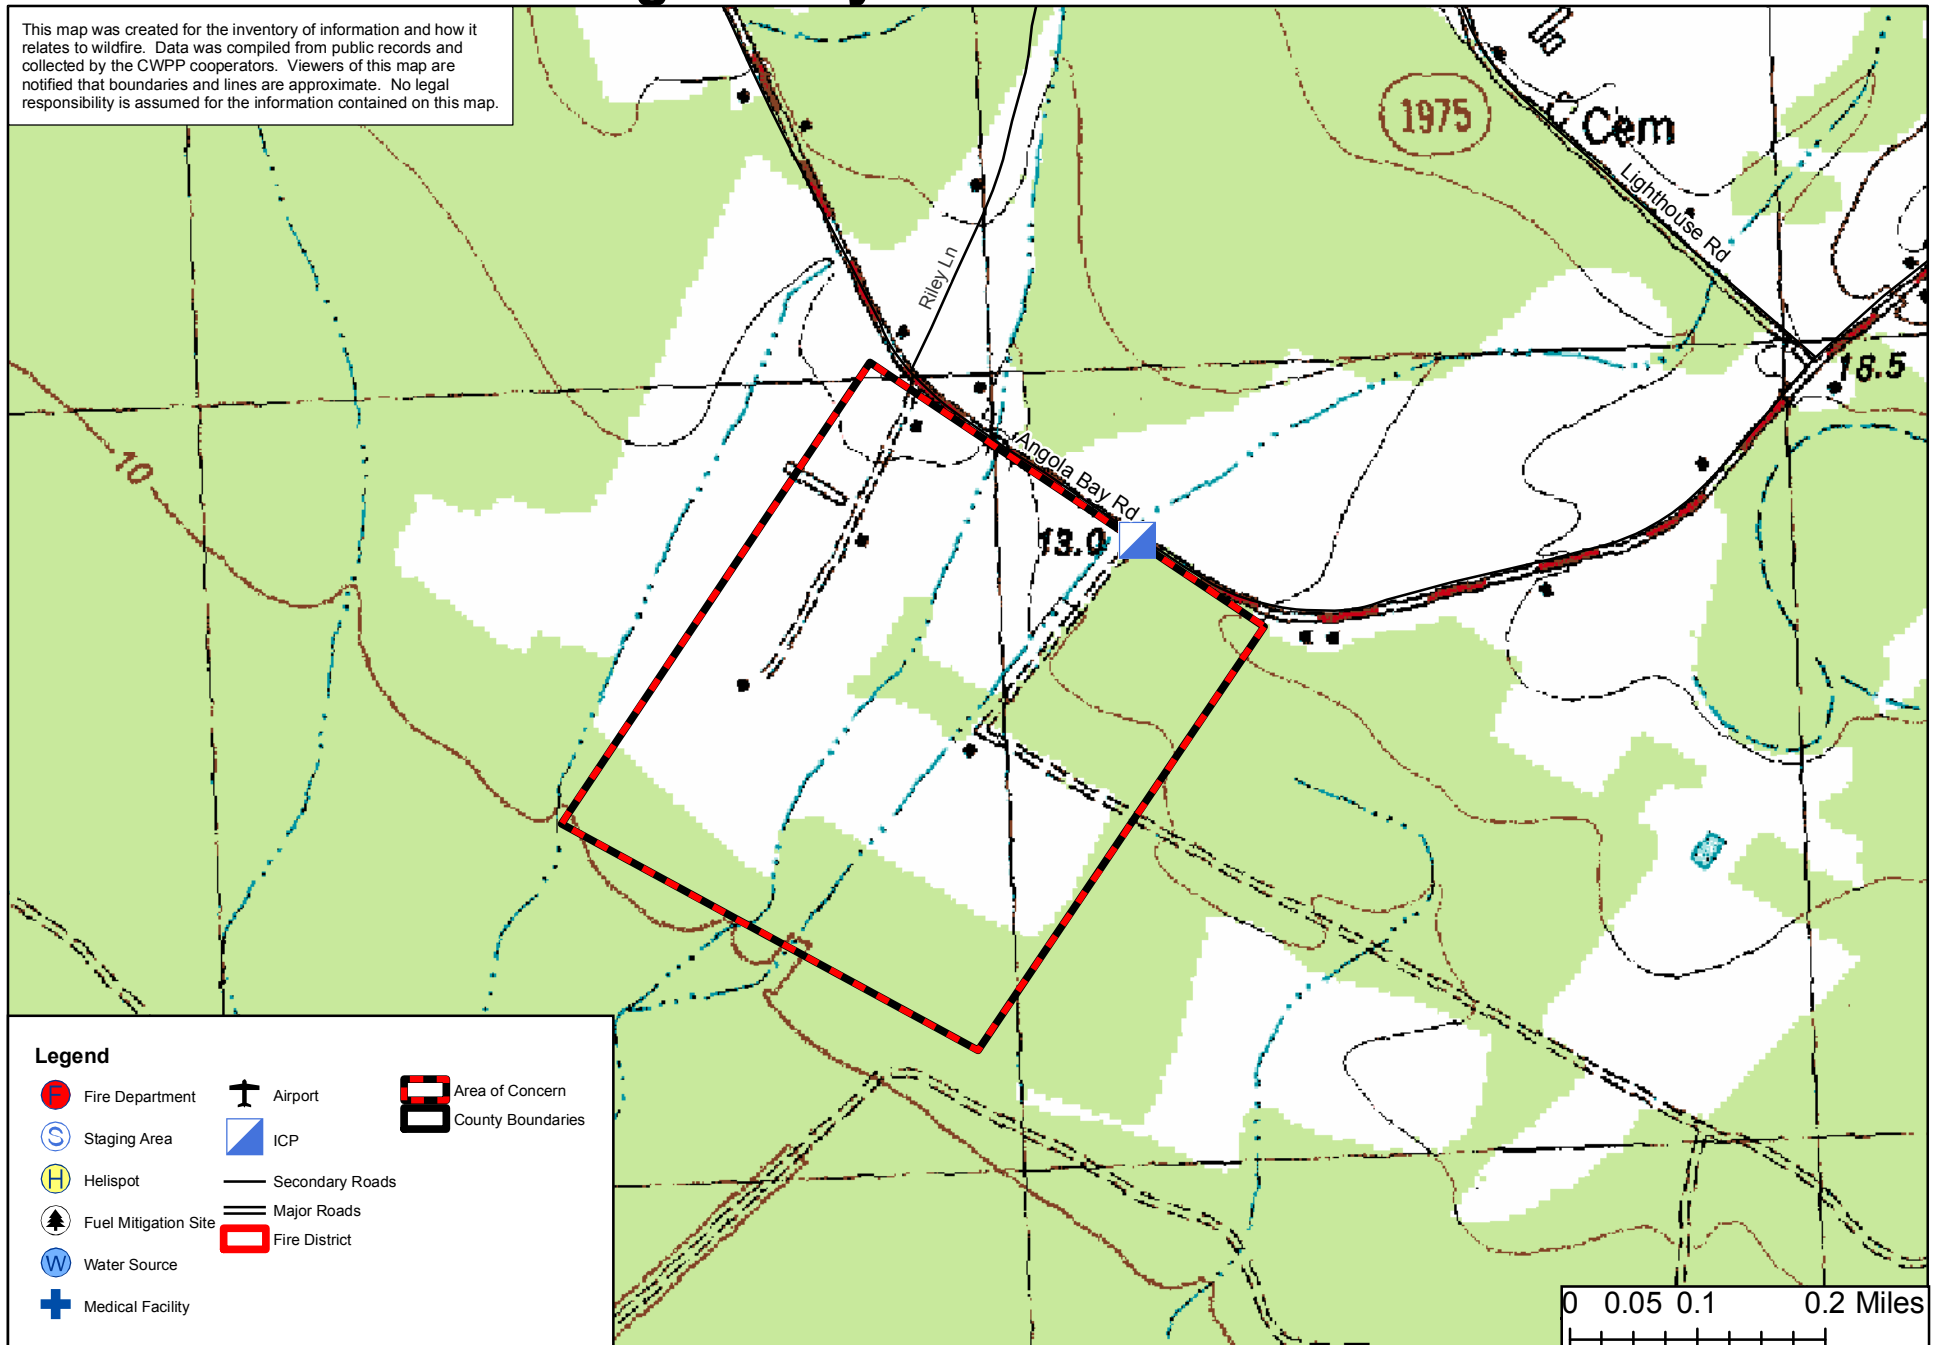 This map was created for the inventory of information and how it
relates to wildfire. Data was compiled from public records and
collected by the CWPP cooperators. Viewers of this map are
notified that boundaries and lines are approximate. No legal
responsibility is assumed for the information contained on this map.
1975
Cem
Lighthouse Rd
Riley Ln
18.5
Angola Bay Rd
10
13.0
Legend
F Fire Department
S Staging Area
H Helispot
Fuel Mitigation Site
W Water Source
Medical Facility
Airport
ICP
Secondary Roads
Major Roads
Fire District
Area of Concern
County Boundaries
0 0.05 0.1 0.2 Miles